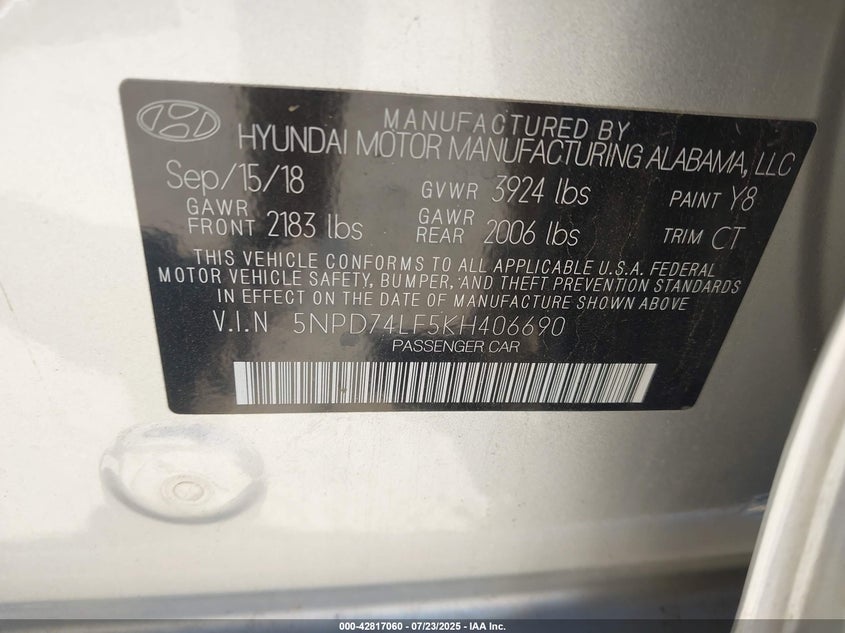 MANUFACTURED BY
HYUNDAI MOTOR MANUFACTURING ALABAMA, LLC
Sep/15/18 GVWR 3924 lbs PAINT Y8
GAWR FRONT 2183 lbs GAWR REAR 2006 lbs TRIM CT
THIS VEHICLE CONFORMS TO ALL APPLICABLE U.S.A. FEDERAL
MOTOR VEHICLE SAFETY, BUMPER, AND THEFT PREVENTION STANDARDS
IN EFFECT ON THE DATE OF MANUFACTURE SHOWN ABOVE
V.I.N 5NPD74LF5KH406690
PASSENGER CAR
000-42817060 - 07/23/2025 - IAA Inc.